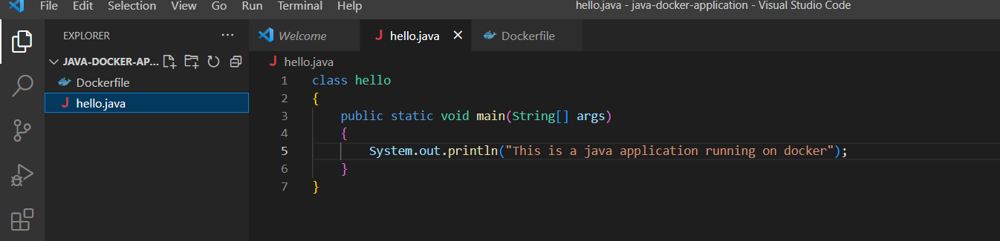 File Edit Selection View Go Run Terminal Help
hello.java - java-docker-application - Visual Studio Code
EXPLORER
JAVA-DOCKER-AP...
Dockerfile
hello.java
Welcome
hello.java
Dockerfile
hello.java
1 class hello
2 {
3 public static void main(String[] args)
4 {
5 System.out.println("This is a java application running on docker");
6 }
7 }